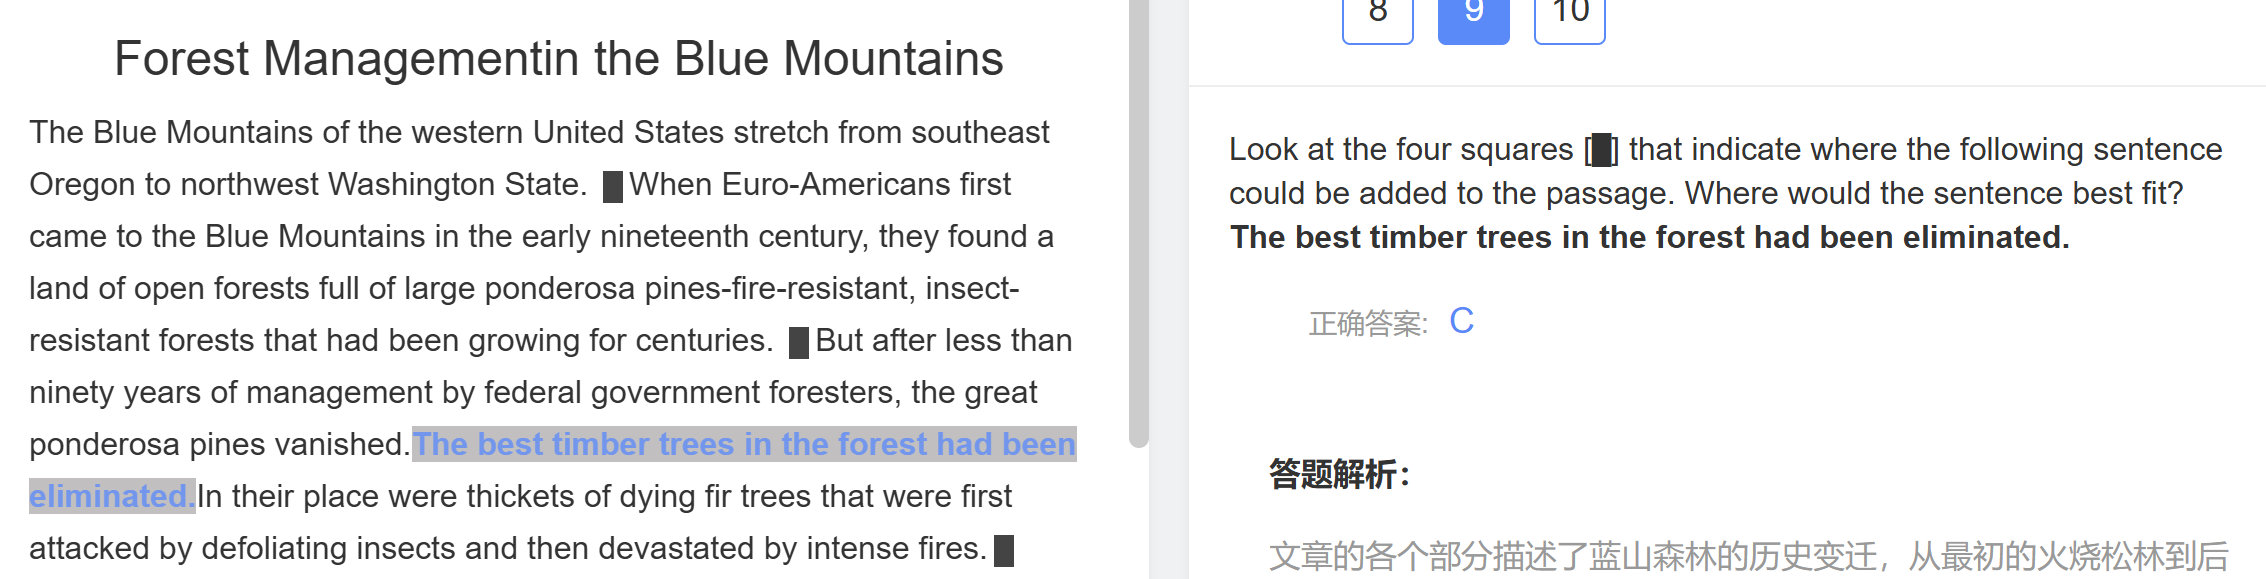 Forest Managementin the Blue Mountains
The Blue Mountains of the western United States stretch from southeast
Oregon to northwest Washington State. ■When Euro-Americans first
came to the Blue Mountains in the early nineteenth century, they found a
land of open forests full of large ponderosa pines-fire-resistant, insect-
resistant forests that had been growing for centuries. ■But after less than
ninety years of management by federal government foresters, the great
ponderosa pines vanished.The best timber trees in the forest had been
eliminated.In their place were thickets of dying fir trees that were first
attacked by defoliating insects and then devastated by intense fires.■
8 9 10
Look at the four squares [■] that indicate where the following sentence
could be added to the passage. Where would the sentence best fit?
The best timber trees in the forest had been eliminated.
正确答案: C
答题解析：
文章的各个部分描述了蓝山森林的历史变迁，从最初的火烧松林到后